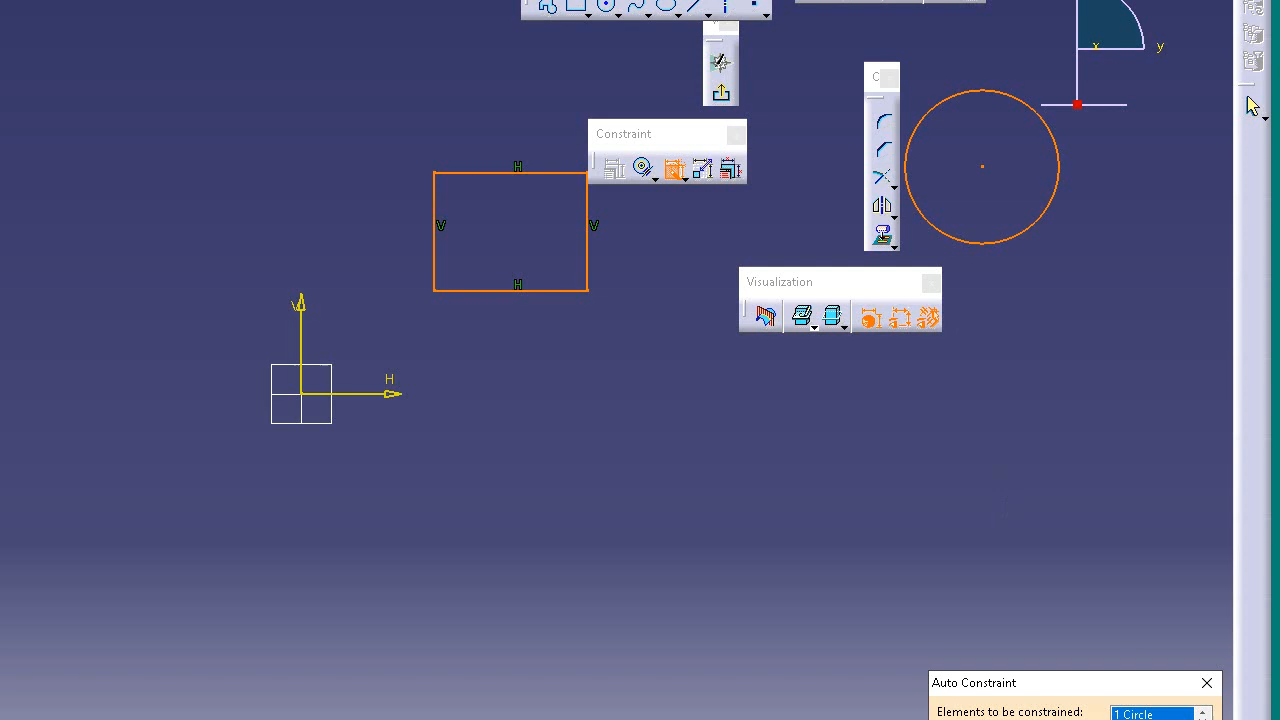 x
y
C
Constraint
H
V
V
H
Visualization
V
H
Auto Constraint
Elements to be constrained:
1 Circle